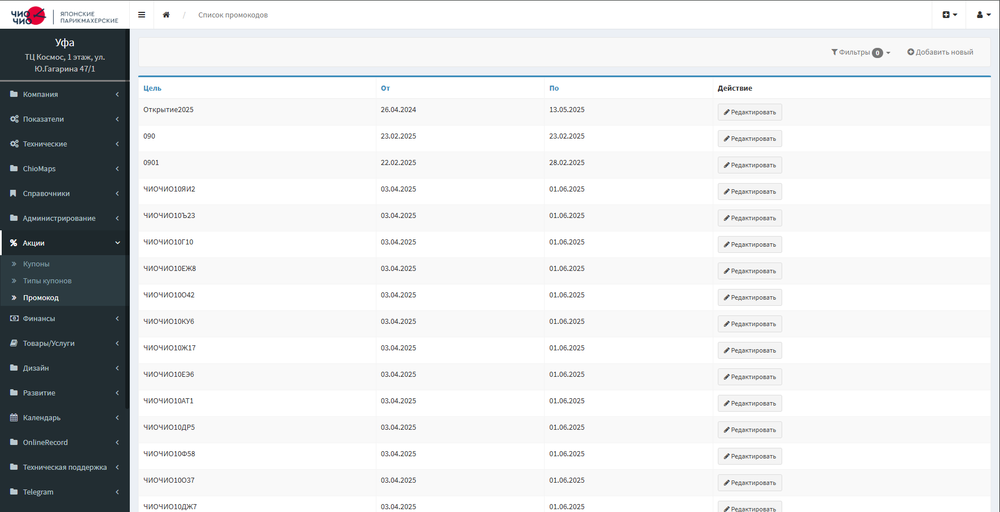 ЧИО ЧИО
ЯПОНСКИЕ
ПАРИКМАХЕРСКИЕ
/ Список промокодов
Уфа
ТЦ Космос, 1 этаж, ул.
Ю.Гагарина 47/1
Компания
Показатели
Технические
ChioMaps
Справочники
Администрирование
Акции
Купоны
Типы купонов
Промокод
Финансы
Товары/Услуги
Дизайн
Развитие
Календарь
OnlineRecord
Техническая поддержка
Telegram
Фильтры 0 Добавить новый
Цель От По Действие
Открытие2025 26.04.2024 13.05.2025 Редактировать
090 23.02.2025 23.02.2025 Редактировать
0901 22.02.2025 28.02.2025 Редактировать
ЧИОЧИО10ЯИ2 03.04.2025 01.06.2025 Редактировать
ЧИОЧИО10Ъ23 03.04.2025 01.06.2025 Редактировать
ЧИОЧИО10Г10 03.04.2025 01.06.2025 Редактировать
ЧИОЧИО10ЕЖ8 03.04.2025 01.06.2025 Редактировать
ЧИОЧИО10О42 03.04.2025 01.06.2025 Редактировать
ЧИОЧИО10КУ6 03.04.2025 01.06.2025 Редактировать
ЧИОЧИО10Ж17 03.04.2025 01.06.2025 Редактировать
ЧИОЧИО10ЕЭ6 03.04.2025 01.06.2025 Редактировать
ЧИОЧИО10АТ1 03.04.2025 01.06.2025 Редактировать
ЧИОЧИО10ДР5 03.04.2025 01.06.2025 Редактировать
ЧИОЧИО10Ф58 03.04.2025 01.06.2025 Редактировать
ЧИОЧИО10О37 03.04.2025 01.06.2025 Редактировать
ЧИОЧИО10ДЖ7 03.04.2025 01.06.2025 Редактировать